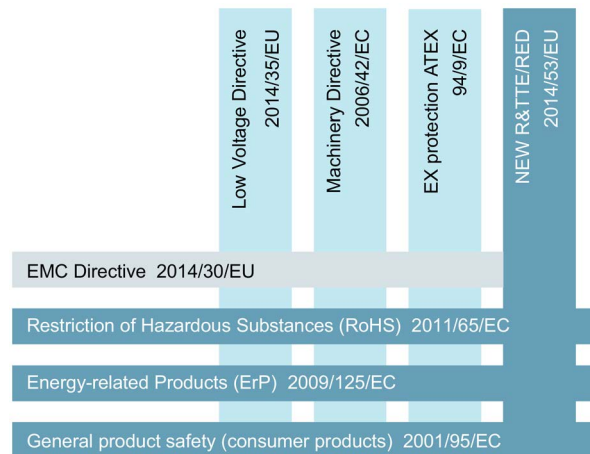 Low Voltage Directive
2014/35/EU
Machinery Directive
2006/42/EC
EX protection ATEX
94/9/EC
NEW R&TTE/RED
2014/53/EU
EMC Directive 2014/30/EU
Restriction of Hazardous Substances (RoHS) 2011/65/EC
Energy-related Products (ErP) 2009/125/EC
General product safety (consumer products) 2001/95/EC